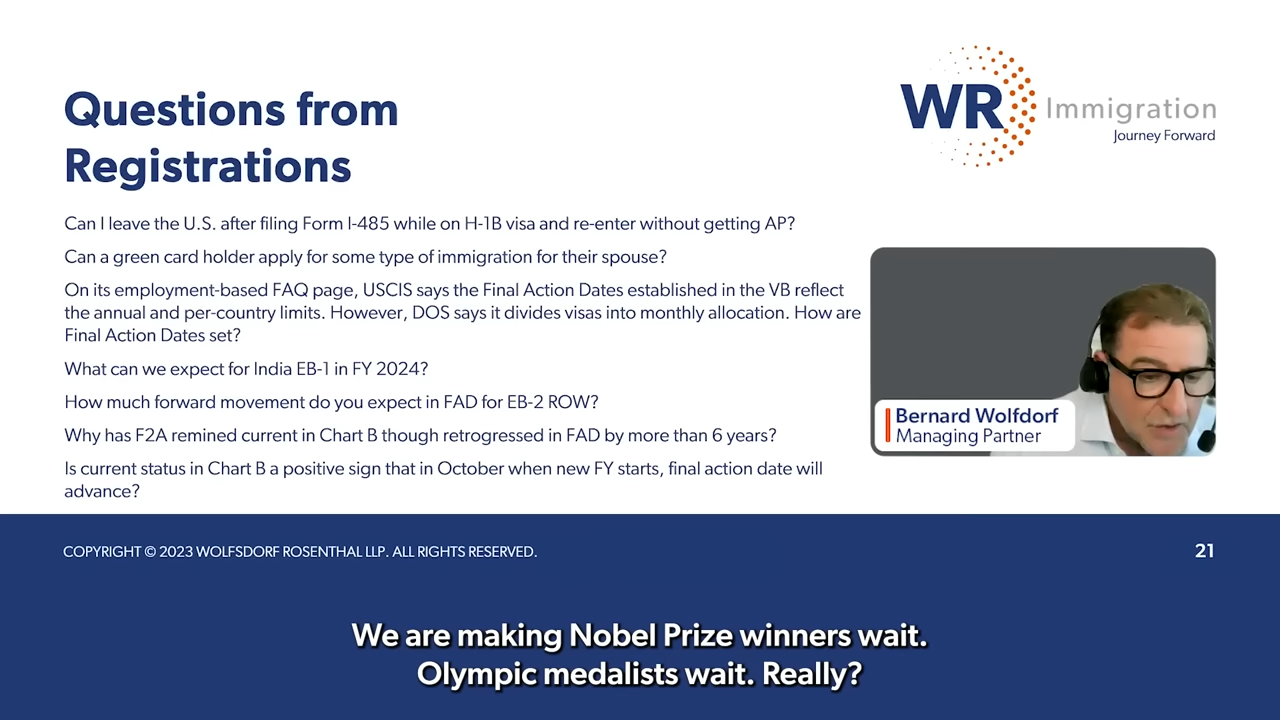 Questions from
Registrations
WR Immigration
Journey Forward
Can I leave the U.S. after filing Form I-485 while on H-1B visa and re-enter without getting AP?
Can a green card holder apply for some type of immigration for their spouse?
On its employment-based FAQ page, USCIS says the Final Action Dates established in the VB reflect
the annual and per-country limits. However, DOS says it divides visas into monthly allocation. How are
Final Action Dates set?
What can we expect for India EB-1 in FY 2024?
How much forward movement do you expect in FAD for EB-2 ROW?
Why has F2A remined current in Chart B though retrogressed in FAD by more than 6 years?
Is current status in Chart B a positive sign that in October when new FY starts, final action date will
advance?
Bernard Wolfdorf
Managing Partner
COPYRIGHT © 2023 WOLFSDORF ROSENTHAL LLP. ALL RIGHTS RESERVED.
21
We are making Nobel Prize winners wait.
Olympic medalists wait. Really?